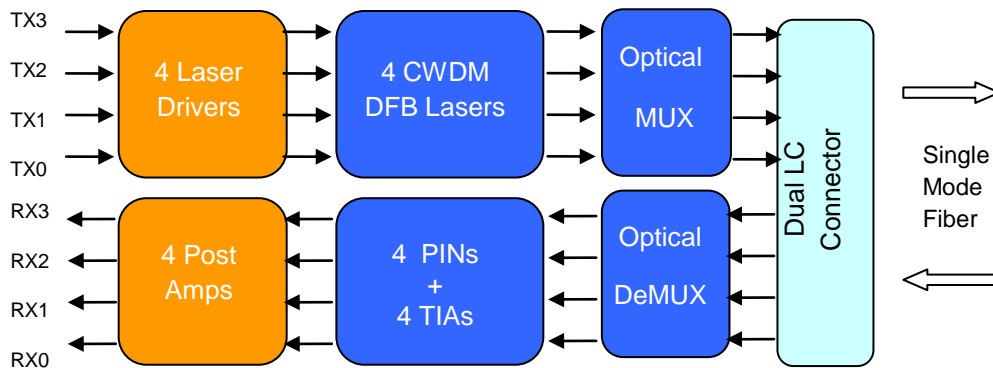 TX3
TX2
TX1
TX0
4 Laser
Drivers
4 CWDM
DFB Lasers
Optical
MUX
Dual LC
Connector
Single
Mode
Fiber
RX3
RX2
RX1
RX0
4 Post
Amps
4 PINs
+
4 TIAs
Optical
DeMUX